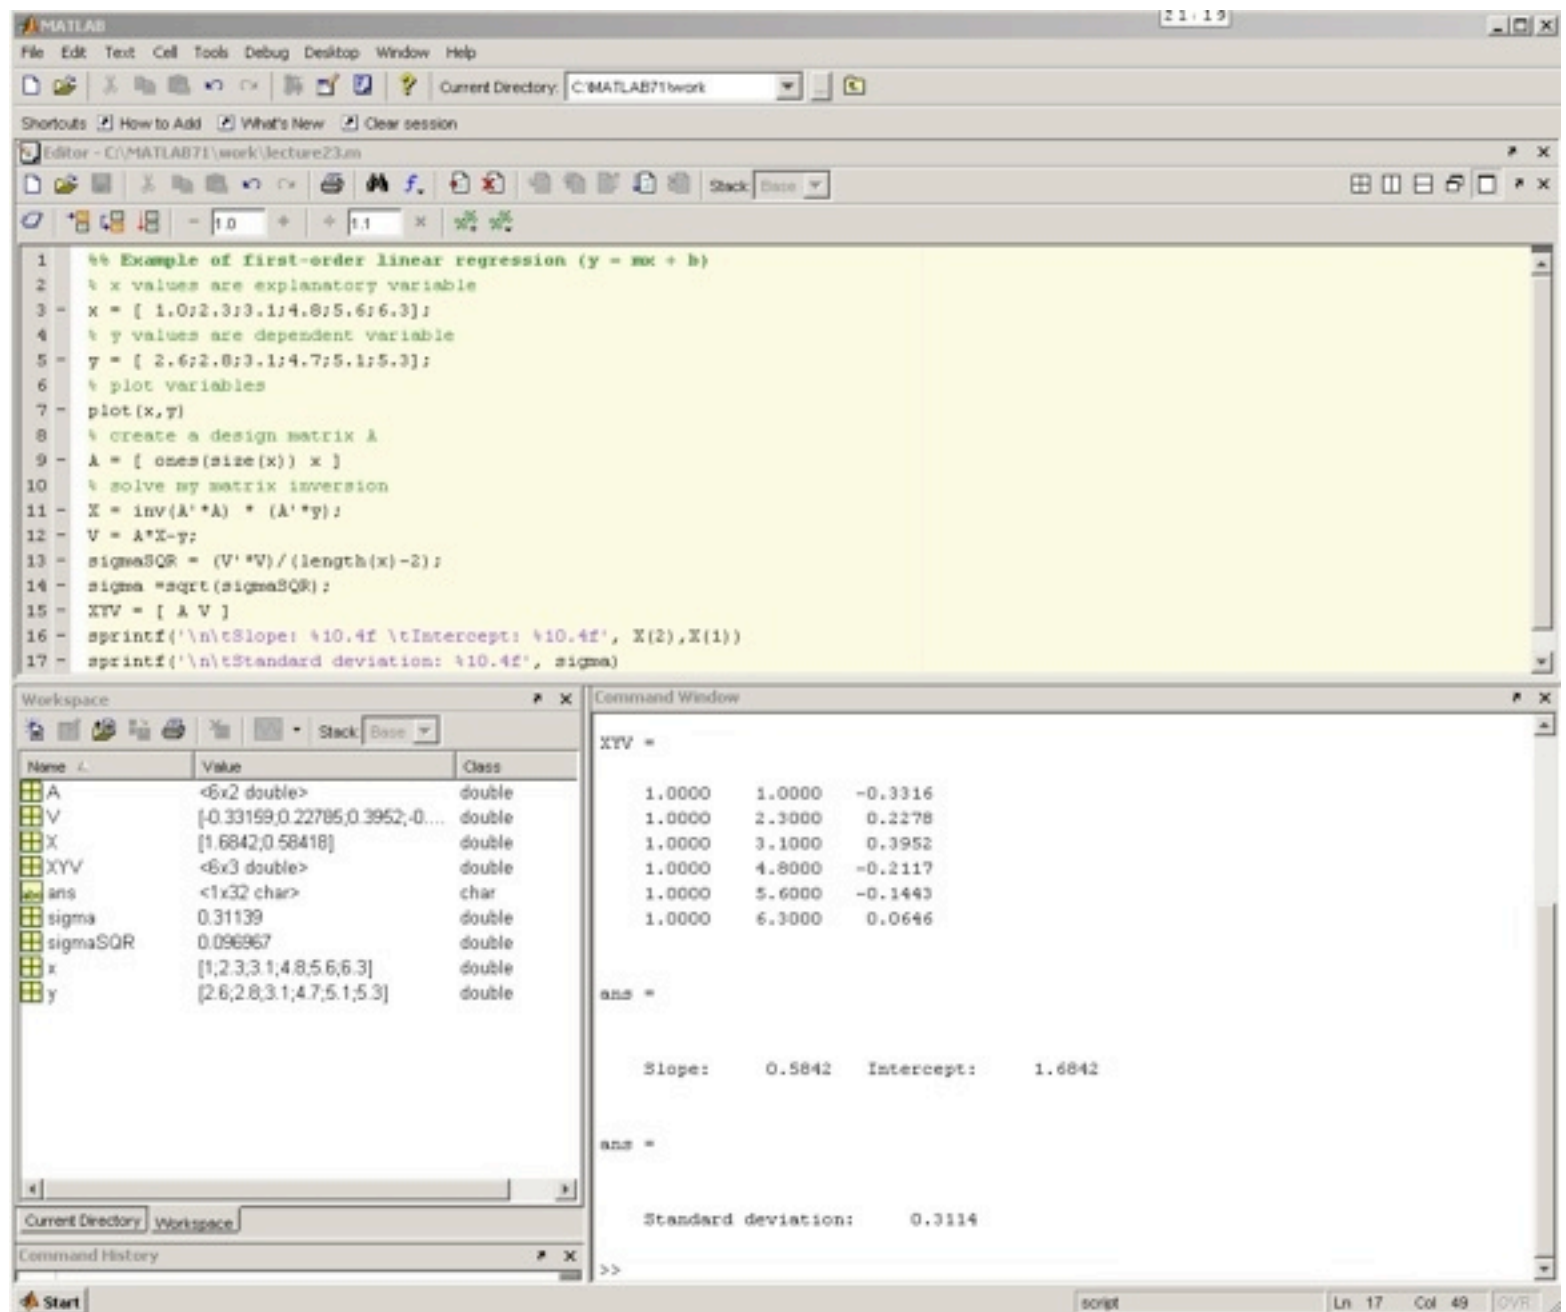 MATLAB
21:19
File Edit Text Cell Tools Debug Desktop Window Help
Current Directory: C:\MATLAB71\work
Shortcuts How to Add What's New Clear session
Editor - C:\MATLAB71\work\lecture23.m
Stack: Base
1.0 1.1
1 %% Example of first-order linear regression (y = mx + b)
2 % x values are explanatory variable
3 - x = [ 1.0;2.3;3.1;4.8;5.6;6.3];
4 % y values are dependent variable
5 - y = [ 2.6;2.8;3.1;4.7;5.1;5.3];
6 % plot variables
7 - plot(x,y)
8 % create a design matrix A
9 - A = [ ones(size(x)) x ]
10 % solve my matrix inversion
11 - X = inv(A'*A) * (A'*y);
12 - V = A*X-y;
13 - sigmaSQR = (V'*V)/(length(x)-2);
14 - sigma =sqrt(sigmaSQR);
15 - XYV = [ A V ]
16 - sprintf('\n\tSlope: %10.4f \tIntercept: %10.4f', X(2),X(1))
17 - sprintf('\n\tStandard deviation: %10.4f', sigma)
Workspace
Stack: Base
Name Value Class
A <6x2 double> double
V [-0.33159;0.22785;0.3952;-0.... double
X [1.6842;0.58418] double
XYV <6x3 double> double
abc ans <1x32 char> char
sigma 0.31139 double
sigmaSQR 0.096967 double
x [1;2.3;3.1;4.8;5.6;6.3] double
y [2.6;2.8;3.1;4.7;5.1;5.3] double
Current Directory Workspace
Command History
Command Window
XYV =
1.0000 1.0000 -0.3316
1.0000 2.3000 0.2278
1.0000 3.1000 0.3952
1.0000 4.8000 -0.2117
1.0000 5.6000 -0.1443
1.0000 6.3000 0.0646
ans =
Slope: 0.5842 Intercept: 1.6842
ans =
Standard deviation: 0.3114
>>
Start
script Ln 17 Col 49 OVR